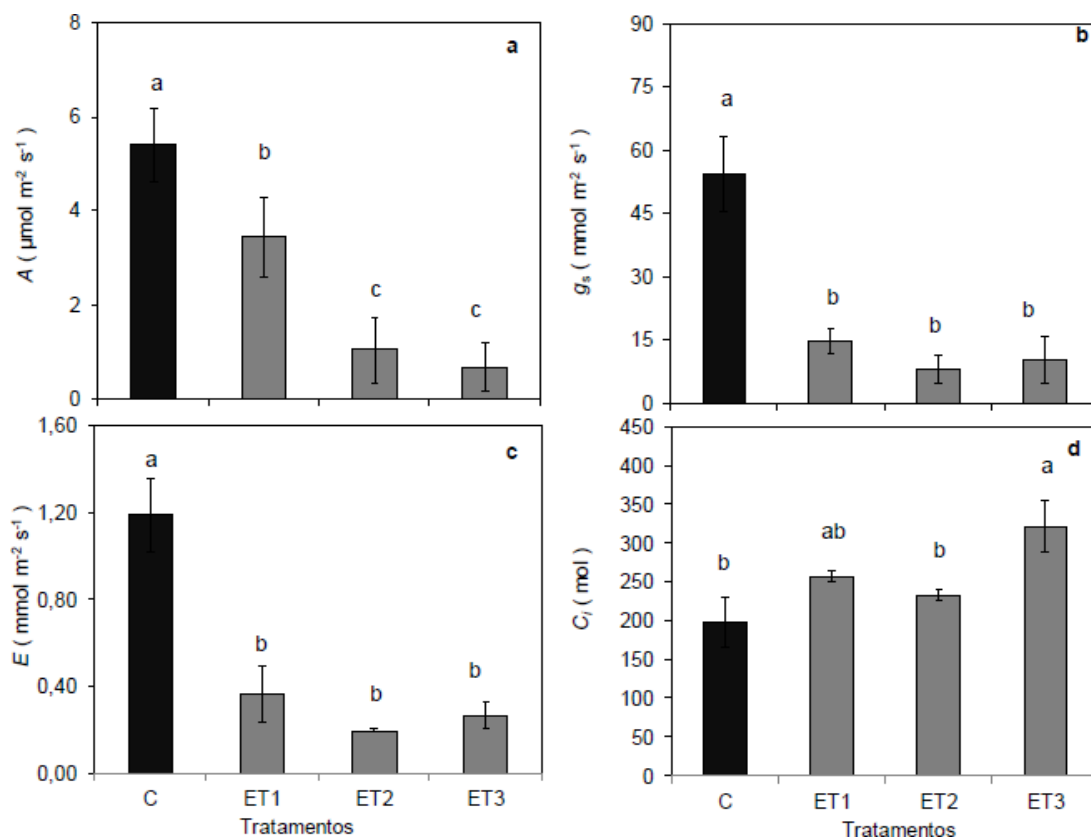 a
A ( µmol m⁻² s⁻¹ )
8
6
4
2
0
a
b
c
c
b
gₛ ( mmol m⁻² s⁻¹ )
90
75
60
45
30
15
0
a
b
b
b
c
E ( mmol m⁻² s⁻¹ )
1,60
1,20
0,80
0,40
0,00
a
b
b
b
C ET1 ET2 ET3
Tratamentos
d
Cᵢ ( mol )
450
400
350
300
250
200
150
100
50
0
b
ab
b
a
C ET1 ET2 ET3
Tratamentos